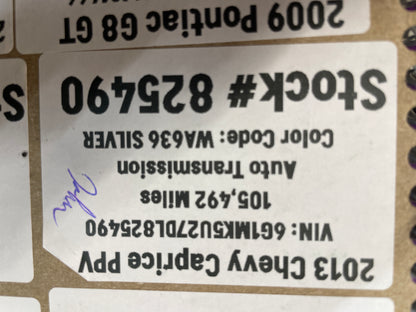 2013 Chevy Caprice PPV
VIN: 6G1MK5U27DL825490
105,492 Miles
Auto Transmission
Color Code: WA636 SILVER
Stock# 825490
John
2009 Pontiac G8 GT
S